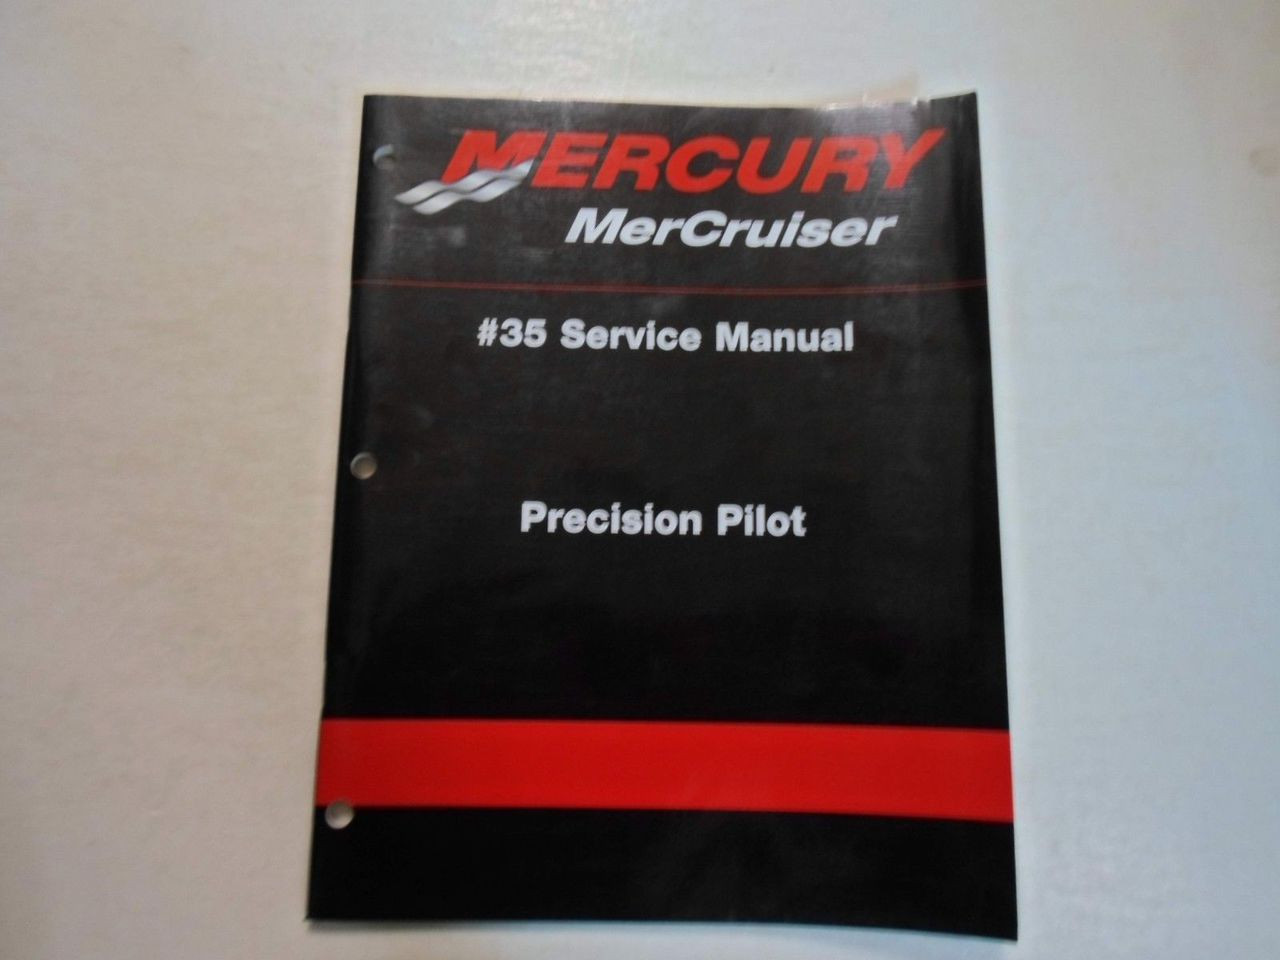 MERCURY
MerCruiser
#35 Service Manual
Precision Pilot